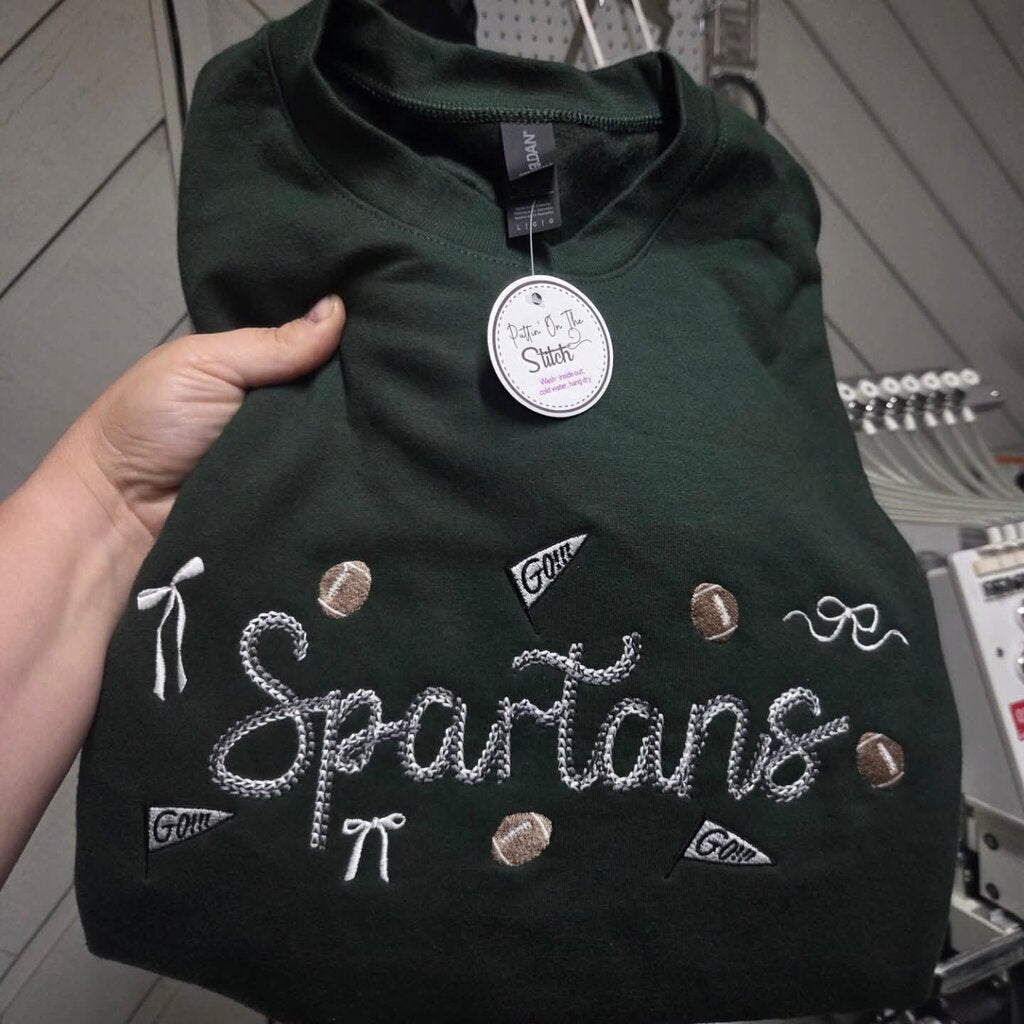 Puttin' On The
Stitch
Wash inside out,
cold water, hang dry
L | G | G
GO!!!
Spartans
GO!!!
GO!!!